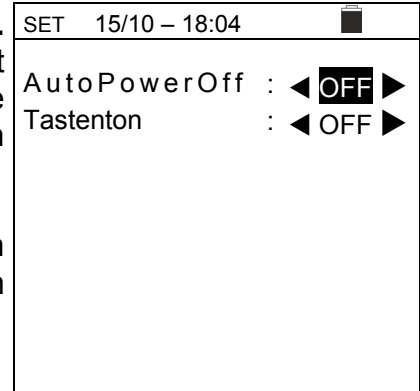 SET 15/10 – 18:04
AutoPowerOff : ◀ OFF ▶
Tastenton : ◀ OFF ▶